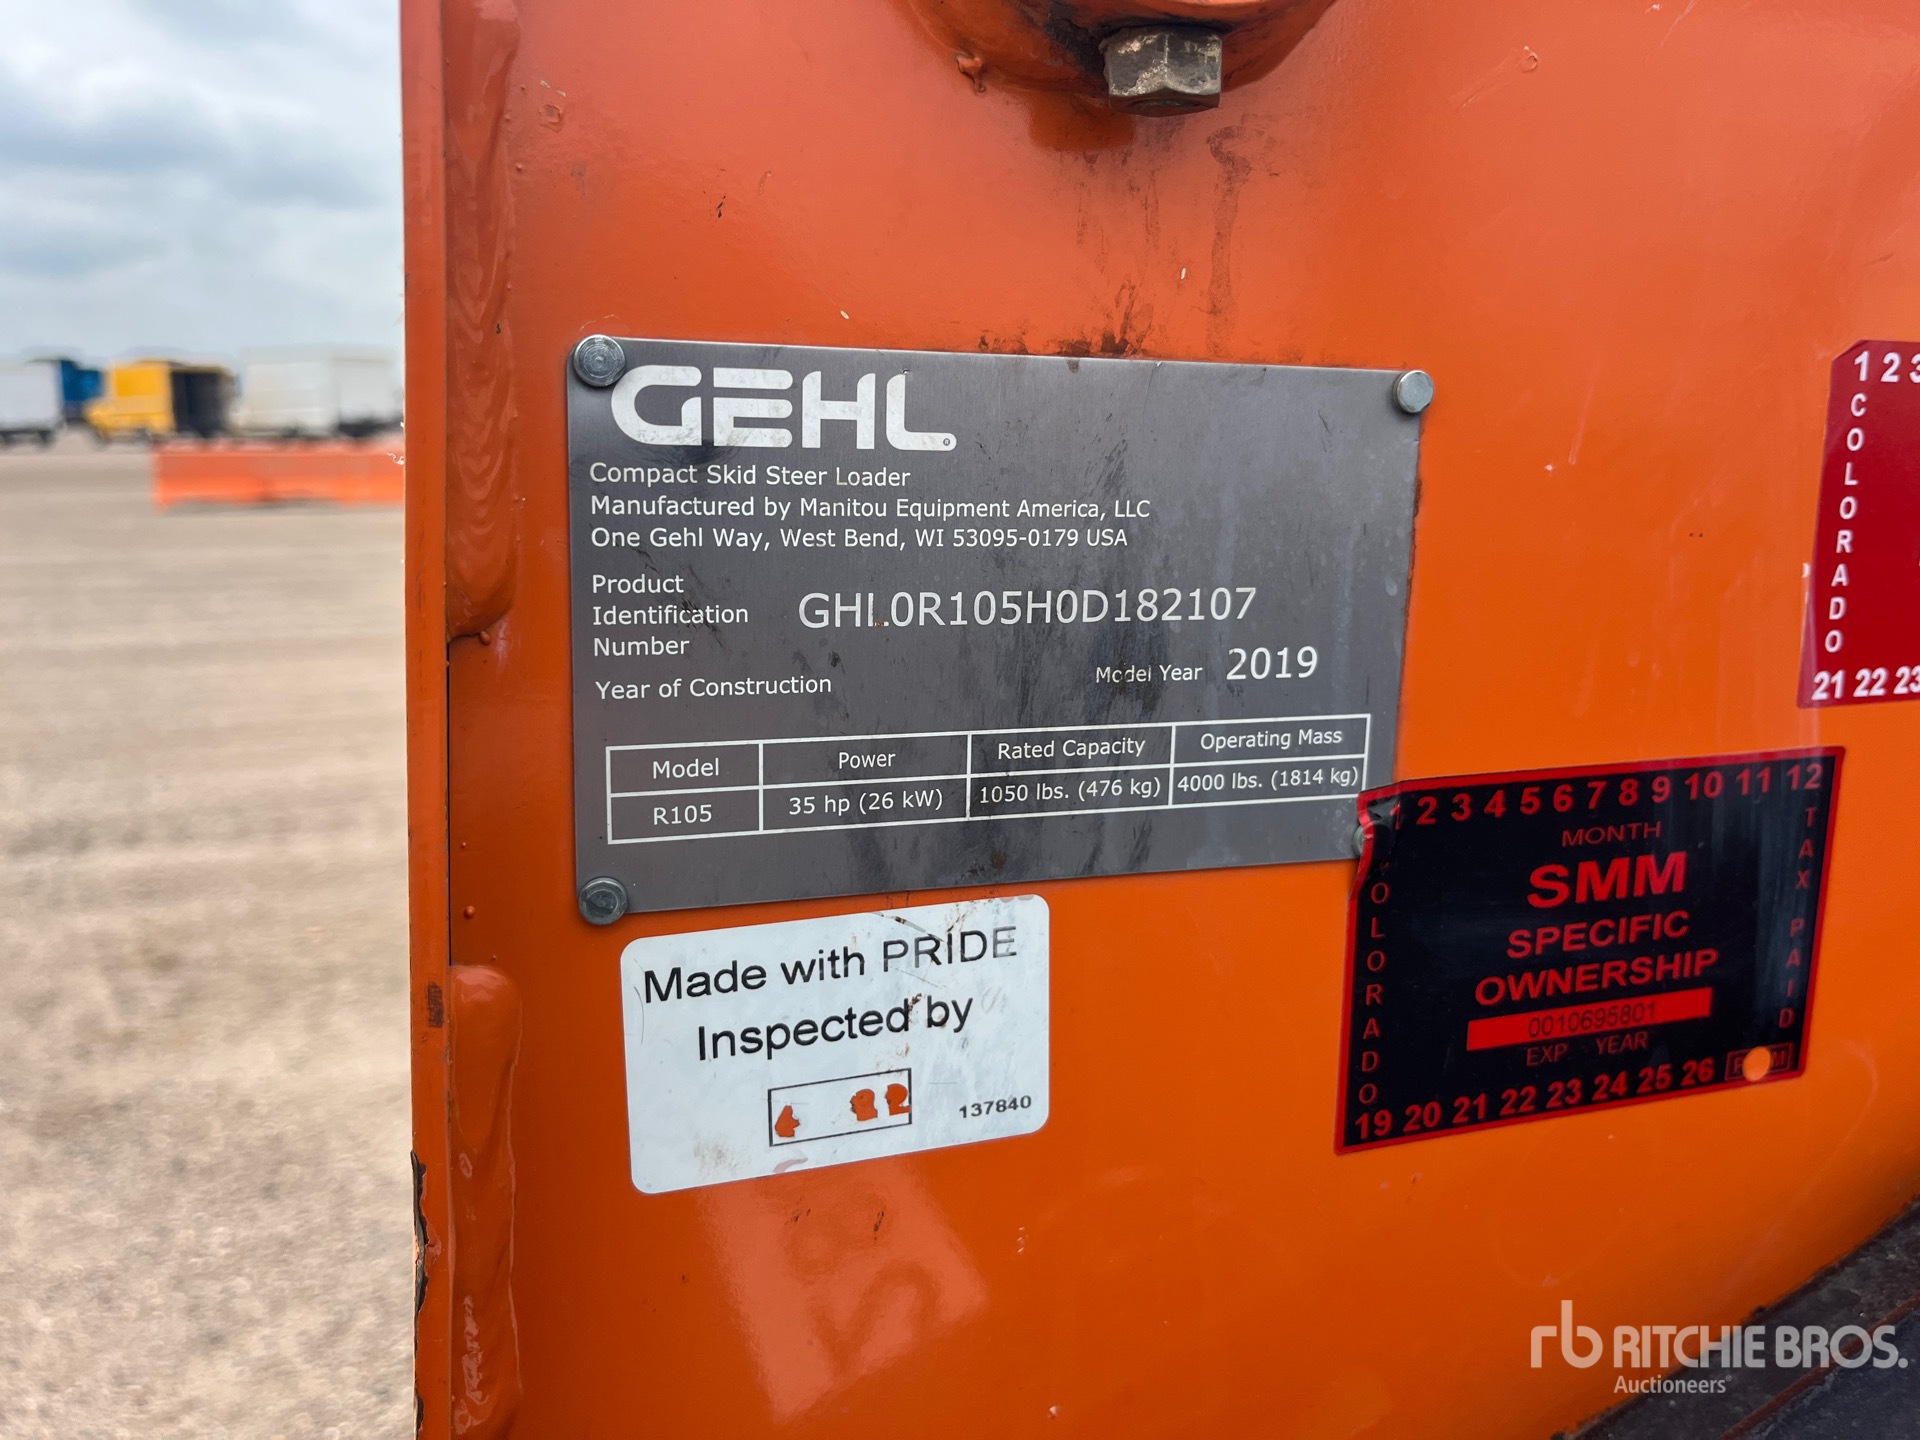 GEHL®
Compact Skid Steer Loader
Manufactured by Manitou Equipment America, LLC
One Gehl Way, West Bend, WI 53095-0179 USA
Product
Identification
Number
GHL0R105H0D182107
Year of Construction
Model Year 2019
Model Power Rated Capacity Operating Mass
R105 35 hp (26 kW) 1050 lbs. (476 kg) 4000 lbs. (1814 kg)
Made with PRIDE
Inspected by
137840
1 2 3
COLORADO
21 22 23
1 2 3 4 5 6 7 8 9 10 11 12
MONTH
SMM
SPECIFIC
OWNERSHIP
0010695801
EXP YEAR
19 20 21 22 23 24 25 26
COLORADO
TAX PAID
rb RITCHIE BROS.
Auctioneers